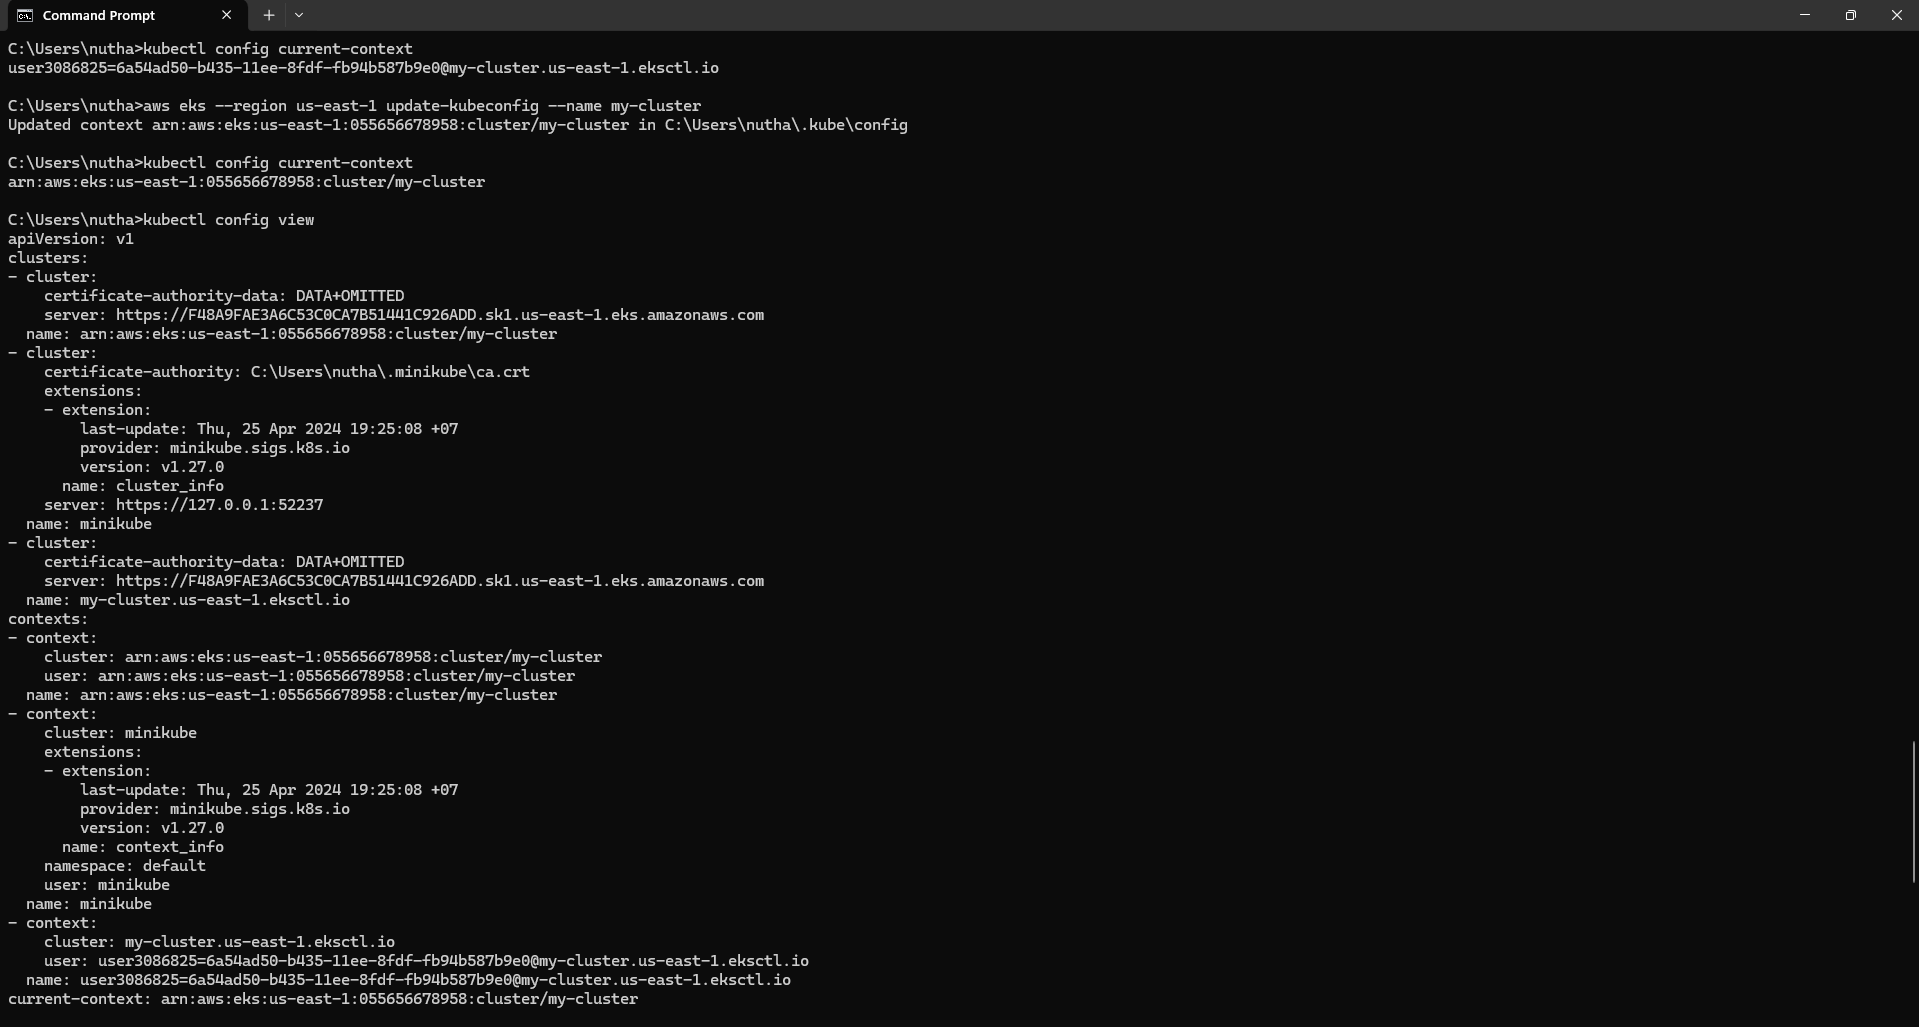 Command Prompt
C:\Users\nutha>kubectl config current-context
user3086825=6a54ad50-b435-11ee-8fdf-fb94b587b9e0@my-cluster.us-east-1.eksctl.io
C:\Users\nutha>aws eks --region us-east-1 update-kubeconfig --name my-cluster
Updated context arn:aws:eks:us-east-1:055656678958:cluster/my-cluster in C:\Users\nutha\.kube\config
C:\Users\nutha>kubectl config current-context
arn:aws:eks:us-east-1:055656678958:cluster/my-cluster
C:\Users\nutha>kubectl config view
apiVersion: v1
clusters:
- cluster:
    certificate-authority-data: DATA+OMITTED
    server: https://F48A9FAE3A6C53C0CA7B51441C926ADD.sk1.us-east-1.eks.amazonaws.com
  name: arn:aws:eks:us-east-1:055656678958:cluster/my-cluster
- cluster:
    certificate-authority: C:\Users\nutha\.minikube\ca.crt
    extensions:
    - extension:
        last-update: Thu, 25 Apr 2024 19:25:08 +07
        provider: minikube.sigs.k8s.io
        version: v1.27.0
      name: cluster_info
    server: https://127.0.0.1:52237
  name: minikube
- cluster:
    certificate-authority-data: DATA+OMITTED
    server: https://F48A9FAE3A6C53C0CA7B51441C926ADD.sk1.us-east-1.eks.amazonaws.com
  name: my-cluster.us-east-1.eksctl.io
contexts:
- context:
    cluster: arn:aws:eks:us-east-1:055656678958:cluster/my-cluster
    user: arn:aws:eks:us-east-1:055656678958:cluster/my-cluster
  name: arn:aws:eks:us-east-1:055656678958:cluster/my-cluster
- context:
    cluster: minikube
    extensions:
    - extension:
        last-update: Thu, 25 Apr 2024 19:25:08 +07
        provider: minikube.sigs.k8s.io
        version: v1.27.0
      name: context_info
    namespace: default
    user: minikube
  name: minikube
- context:
    cluster: my-cluster.us-east-1.eksctl.io
    user: user3086825=6a54ad50-b435-11ee-8fdf-fb94b587b9e0@my-cluster.us-east-1.eksctl.io
  name: user3086825=6a54ad50-b435-11ee-8fdf-fb94b587b9e0@my-cluster.us-east-1.eksctl.io
current-context: arn:aws:eks:us-east-1:055656678958:cluster/my-cluster